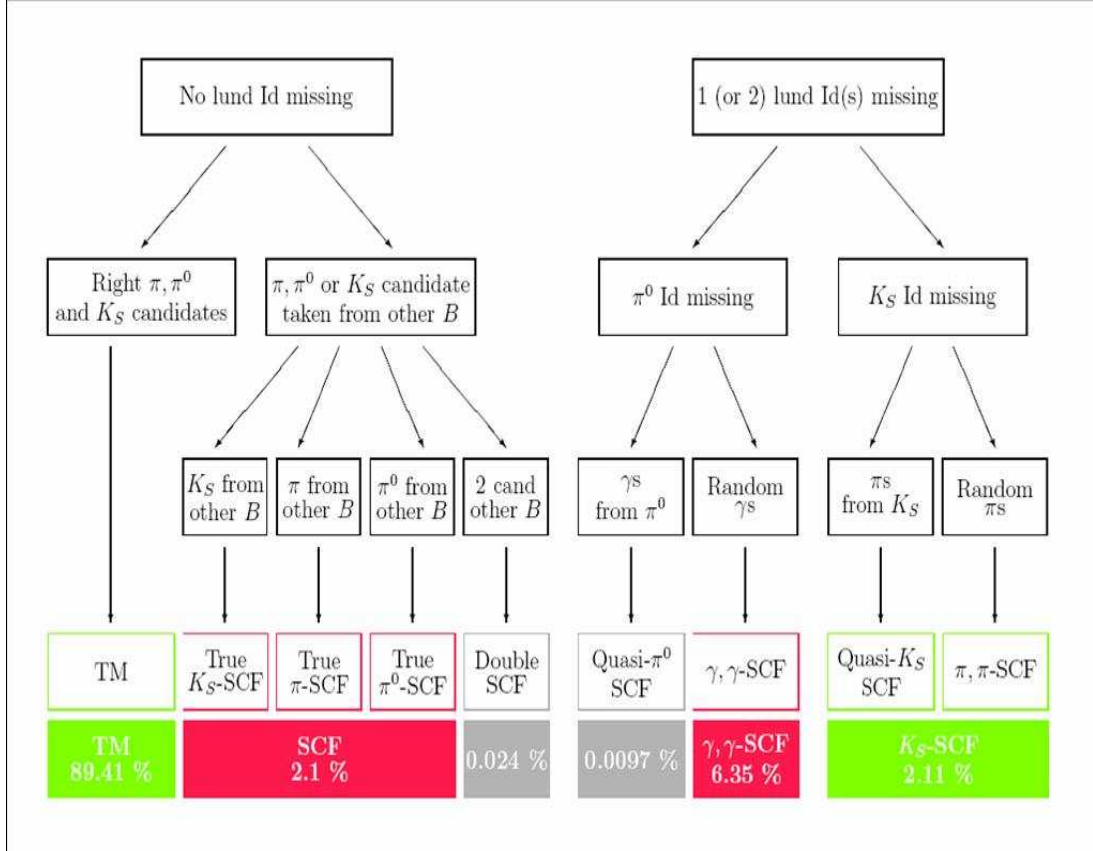 No lund Id missing
1 (or 2) lund Id(s) missing
Right π, π⁰
and K_S candidates
π, π⁰ or K_S candidate
taken from other B
π⁰ Id missing
K_S Id missing
K_S from
other B
π from
other B
π⁰ from
other B
2 cand
other B
γs
from π⁰
Random
γs
πs
from K_S
Random
πs
TM
True
K_S-SCF
True
π-SCF
True
π⁰-SCF
Double
SCF
Quasi-π⁰
SCF
γ, γ-SCF
Quasi-K_S
SCF
π, π-SCF
TM
89.41 %
SCF
2.1 %
0.024 %
0.0097 %
γ, γ-SCF
6.35 %
K_S-SCF
2.11 %